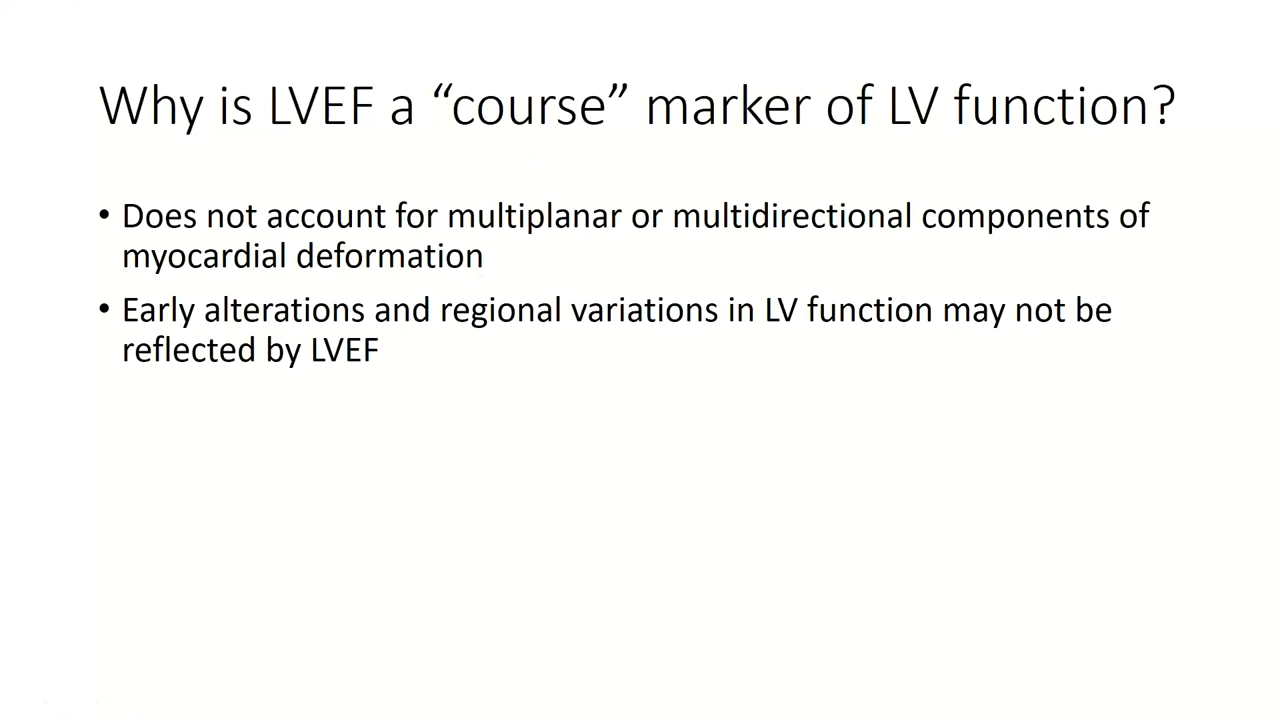 Why is LVEF a “course” marker of LV function?
• Does not account for multiplanar or multidirectional components of
myocardial deformation
• Early alterations and regional variations in LV function may not be
reflected by LVEF